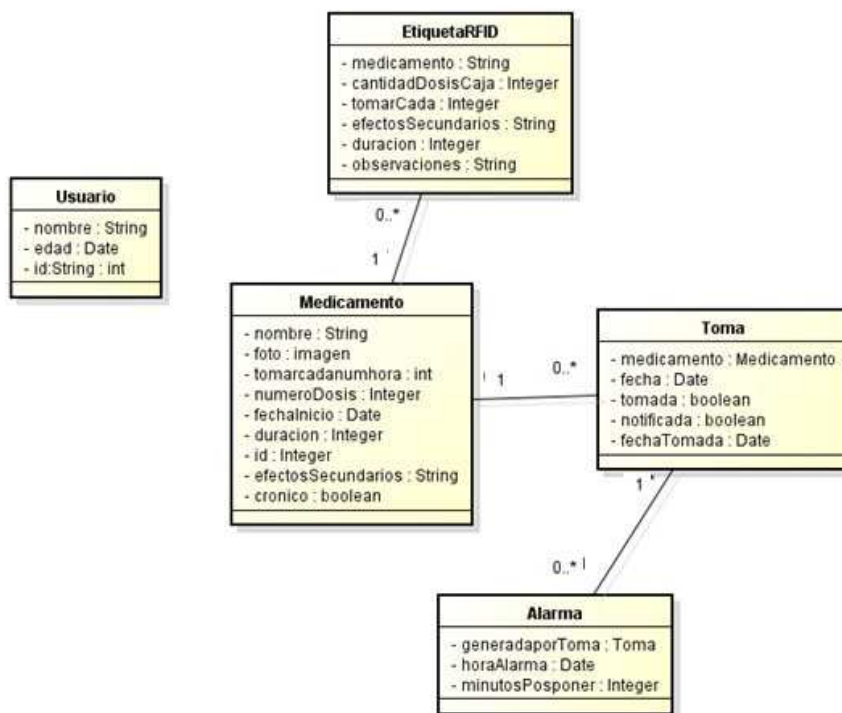 EtiquetaRFID
- medicamento : String
- cantidadDosisCaja : Integer
- tomarCada : Integer
- efectosSecundarios : String
- duracion : Integer
- observaciones : String
Usuario
- nombre : String
- edad : Date
- id:String : int
0..*
1
Medicamento
- nombre : String
- foto : imagen
- tomarcadanumhora : int
- numeroDosis : Integer
- fechaInicio : Date
- duracion : Integer
- id : Integer
- efectosSecundarios : String
- cronico : boolean
1
0..*
Toma
- medicamento : Medicamento
- fecha : Date
- tomada : boolean
- notificada : boolean
- fechaTomada : Date
1
0..*
Alarma
- generadaporToma : Toma
- horaAlarma : Date
- minutosPosponer : Integer